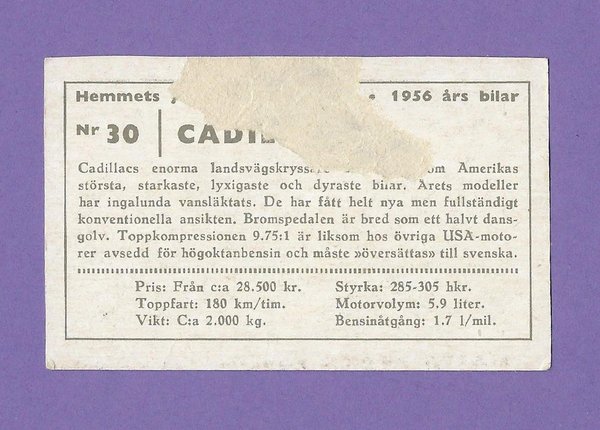 Hemmets • 1956 års bilar
Nr 30 CADIL
Cadillacs enorma landsvägskryssare om Amerikas
största, starkaste, lyxigaste och dyraste bilar. Årets modeller
har ingalunda vansläktats. De har fått helt nya men fullständigt
konventionella ansikten. Bromspedalen är bred som ett halvt dans-
golv. Toppkompressionen 9.75:1 är liksom hos övriga USA-moto-
rer avsedd för högoktanbensin och måste »översättas» till svenska.
Pris: Från c:a 28.500 kr. Styrka: 285-305 hkr.
Toppfart: 180 km/tim. Motorvolym: 5.9 liter.
Vikt: C:a 2.000 kg. Bensinåtgång: 1.7 l/mil.